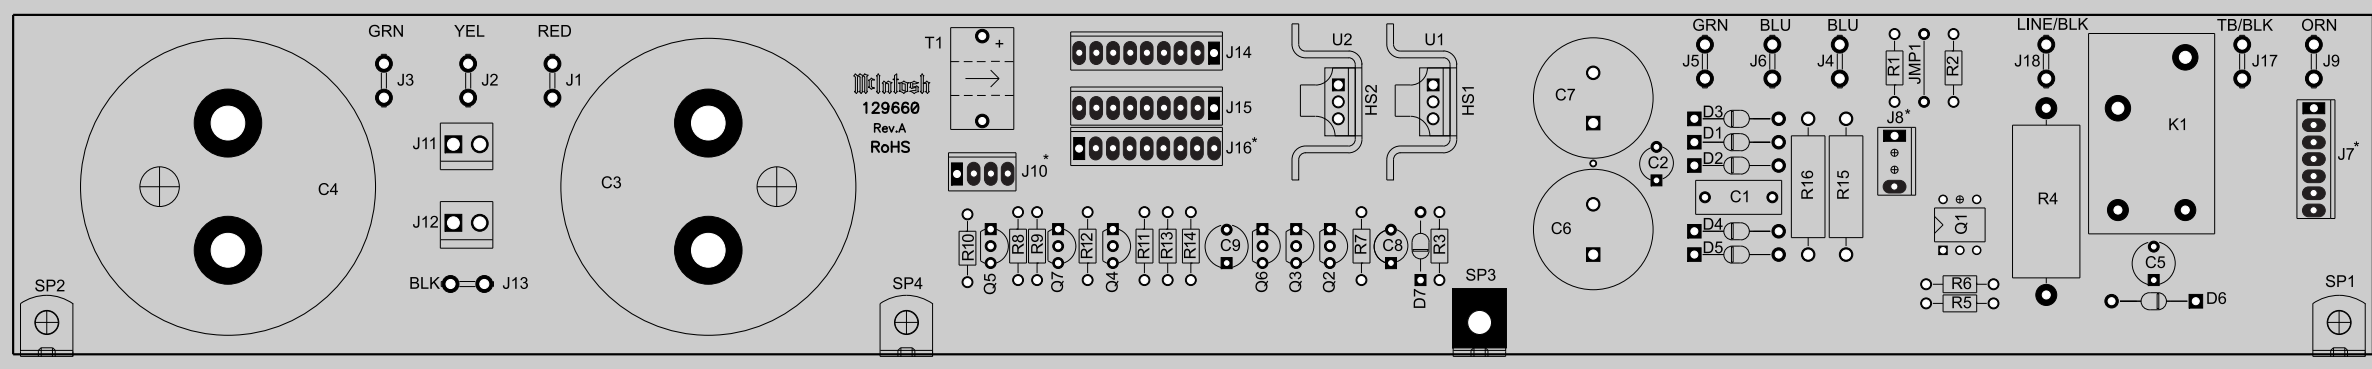 GRN
YEL
RED
J3
J2
J1
C4
C3
J11
J12
BLK
J13
SP2
SP4
T1
+
McIntosh
129660
Rev.A
RoHS
J10*
J14
J15
J16*
U2
U1
HS2
HS1
R10
Q5
R8
R9
Q7
R12
Q4
R11
R13
R14
C9
Q6
Q3
Q2
R7
C8
D7
R3
SP3
C7
C6
C2
GRN
BLU
BLU
J5
J6
J4
D3
D1
D2
C1
D4
D5
R16
R15
R1
JMP1
R2
J8*
Q1
R6
R5
LINE/BLK
J18
R4
K1
C5
D6
TB/BLK
ORN
J17
J9
J7*
SP1